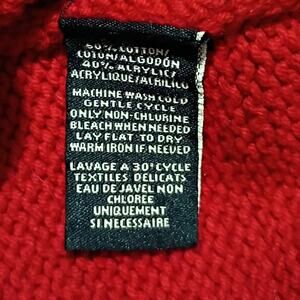 60% COTTON/
COTON/ALGODÓN
40% ACRYLIC/
ACRYLIQUE/ACRILICO
MACHINE WASH COLD
GENTLE CYCLE
ONLY NON-CHLORINE
BLEACH WHEN NEEDED
LAY FLAT TO DRY
WARM IRON IF NEEDED
LAVAGE A 30° CYCLE
TEXTILES DELICATS
EAU DE JAVEL NON
CHLOREE
UNIQUEMENT
SI NECESSAIRE